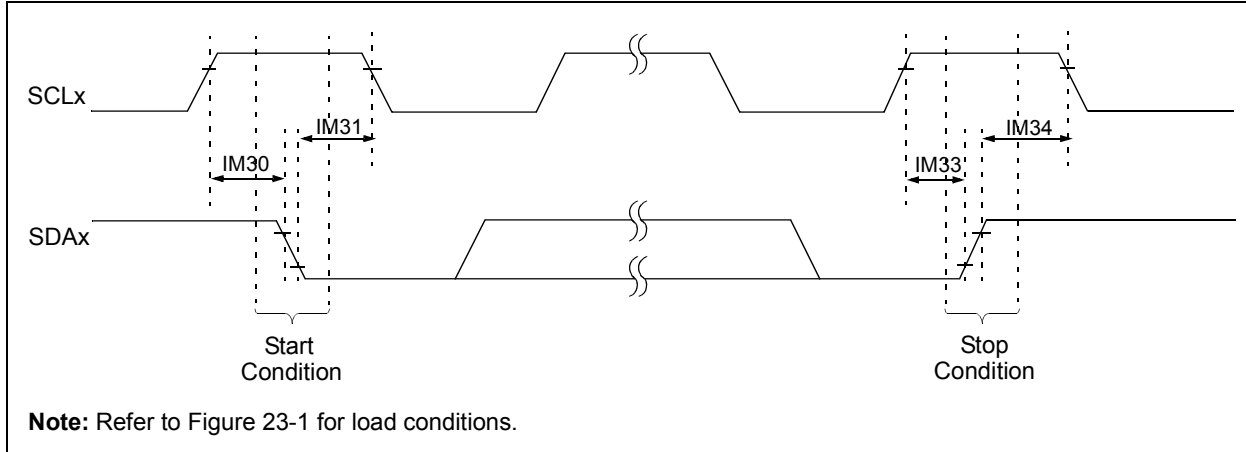 SCLx
IM31
IM34
IM30
IM33
SDAx
Start
Condition
Stop
Condition
Note: Refer to Figure 23-1 for load conditions.